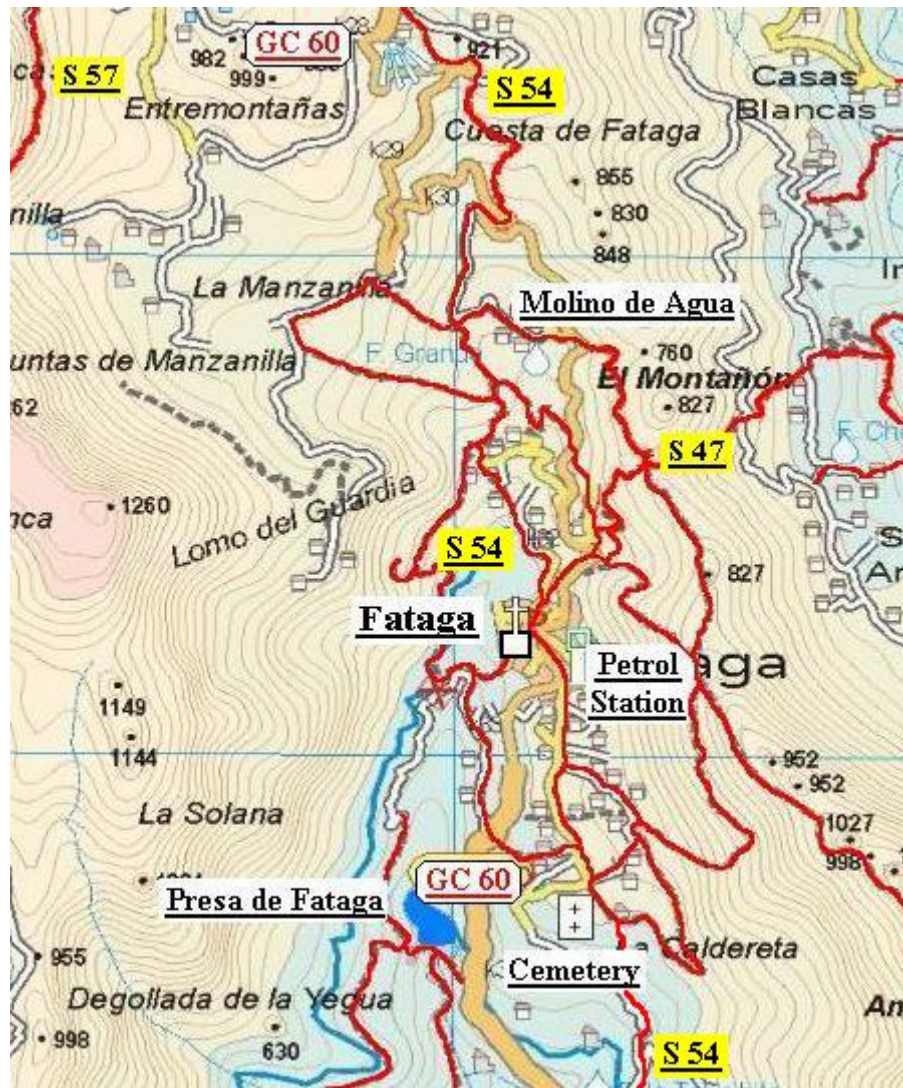 GC 60
S 57
921
982
999
S 54
Entremontañas
Casas
Blancas
Cuesta de Fataga
k29
855
k30
830
848
La Manzanilla
Molino de Agua
F. Grand
760
El Montañón
827
S 47
1260
Lomo del Guardia
S 54
827
Fataga
Petrol
Station
aga
1149
1144
952
952
La Solana
1027
998
GC 60
Presa de Fataga
Caldereta
955
Cemetery
Degollada de la Yegua
998
630
S 54